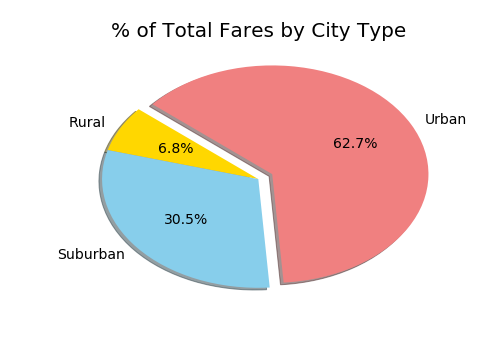 % of Total Fares by City Type
Urban
Rural
62.7%
6.8%
30.5%
Suburban